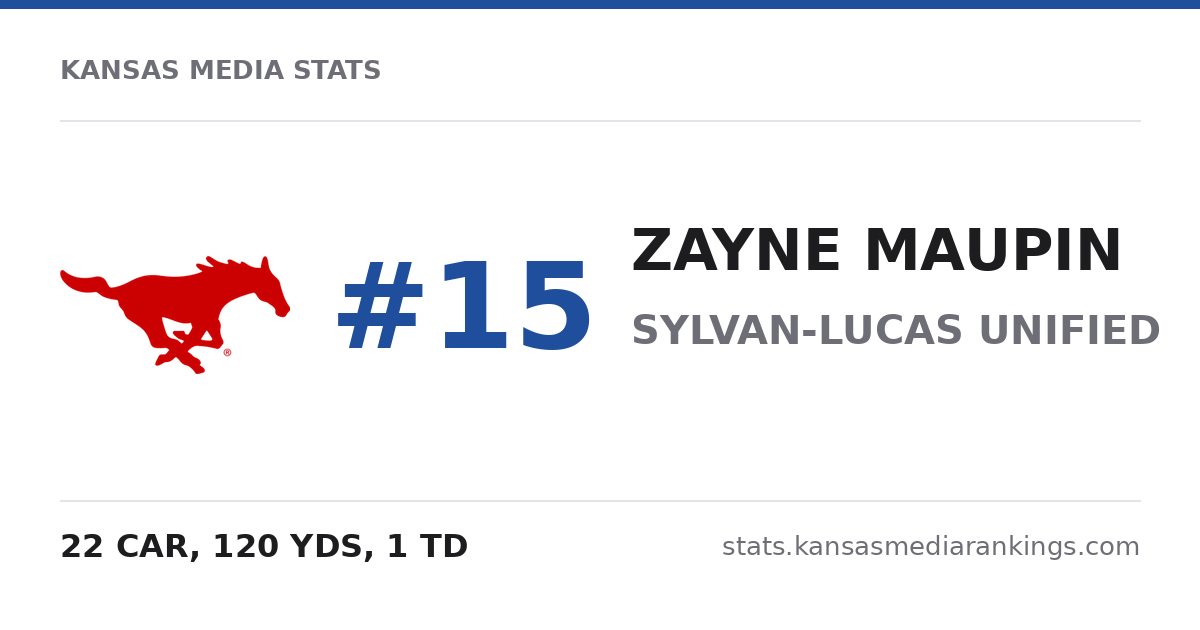 KANSAS MEDIA STATS
#15
ZAYNE MAUPIN
SYLVAN-LUCAS UNIFIED
®
22 CAR, 120 YDS, 1 TD
stats.kansasmediarankings.com